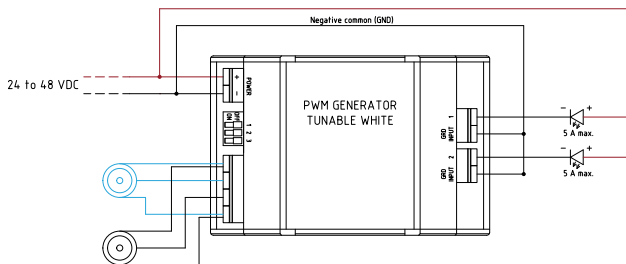 Negative common (GND)
24 to 48 VDC
+
-
POWER
PWM GENERATOR
TUNABLE WHITE
ON
OFF
1
2
3
GRD
INPUT
1
GRD
INPUT
2
- +
5 A max.
- +
5 A max.